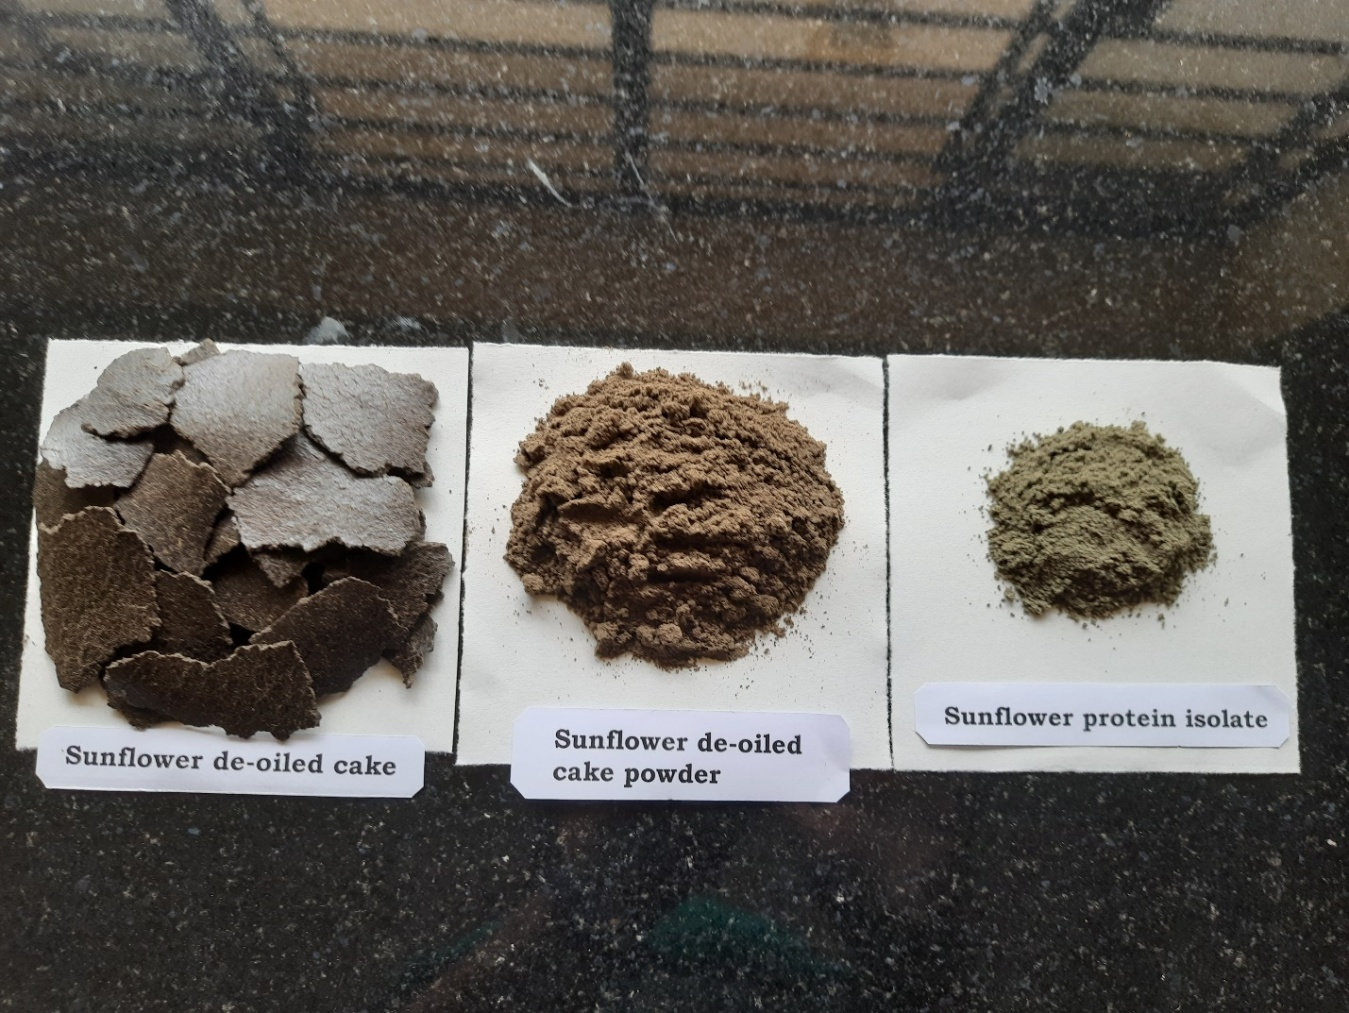 Sunflower de-oiled cake
Sunflower de-oiled
cake powder
Sunflower protein isolate